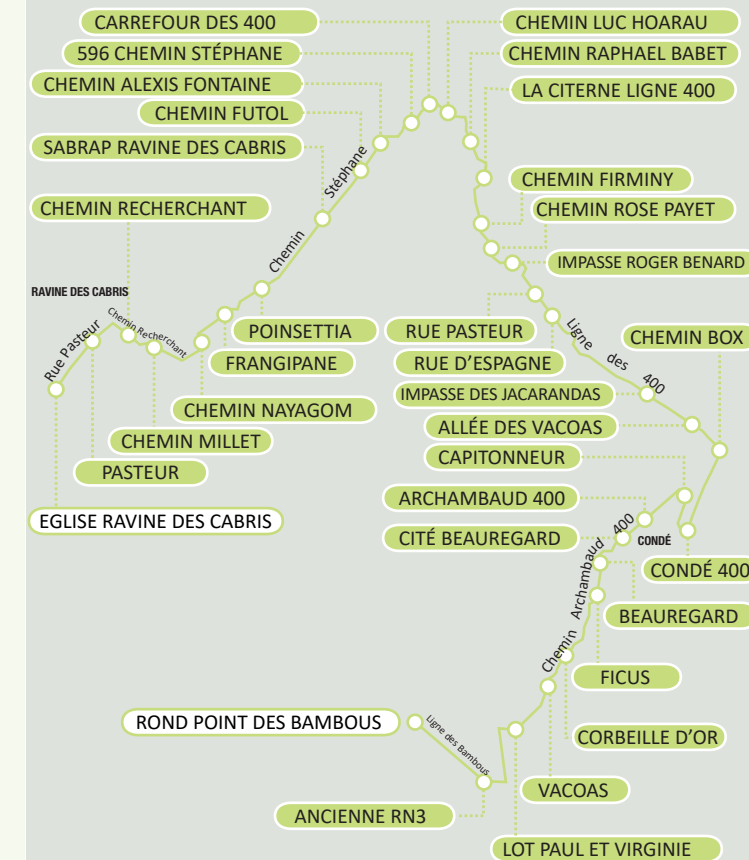 CARREFOUR DES 400
CHEMIN LUC HOARAU
596 CHEMIN STÉPHANE
CHEMIN RAPHAEL BABET
CHEMIN ALEXIS FONTAINE
LA CITERNE LIGNE 400
CHEMIN FUTOL
SABRAP RAVINE DES CABRIS
Chemin Stéphane
CHEMIN FIRMINY
CHEMIN RECHERCHANT
CHEMIN ROSE PAYET
IMPASSE ROGER BENARD
RAVINE DES CABRIS
Rue Pasteur
Chemin Recherchant
POINSETTIA
RUE PASTEUR
Ligne des 400
CHEMIN BOX
FRANGIPANE
RUE D'ESPAGNE
IMPASSE DES JACARANDAS
CHEMIN NAYAGOM
ALLÉE DES VACOAS
CHEMIN MILLET
CAPITONNEUR
PASTEUR
ARCHAMBAUD 400
EGLISE RAVINE DES CABRIS
CITÉ BEAUREGARD
CONDÉ
CONDÉ 400
Chemin Archambaud 400
BEAUREGARD
FICUS
ROND POINT DES BAMBOUS
Ligne des Bambous
CORBEILLE D'OR
VACOAS
ANCIENNE RN3
LOT PAUL ET VIRGINIE